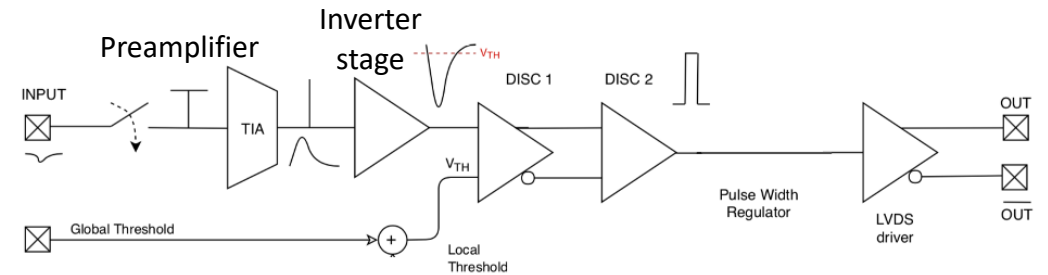 Inverter
stage
Preamplifier
V_TH
INPUT
DISC 1
DISC 2
OUT
TIA
V_TH
+
Pulse Width
Regulator
Global Threshold
Local
Threshold
LVDS
driver
OUT